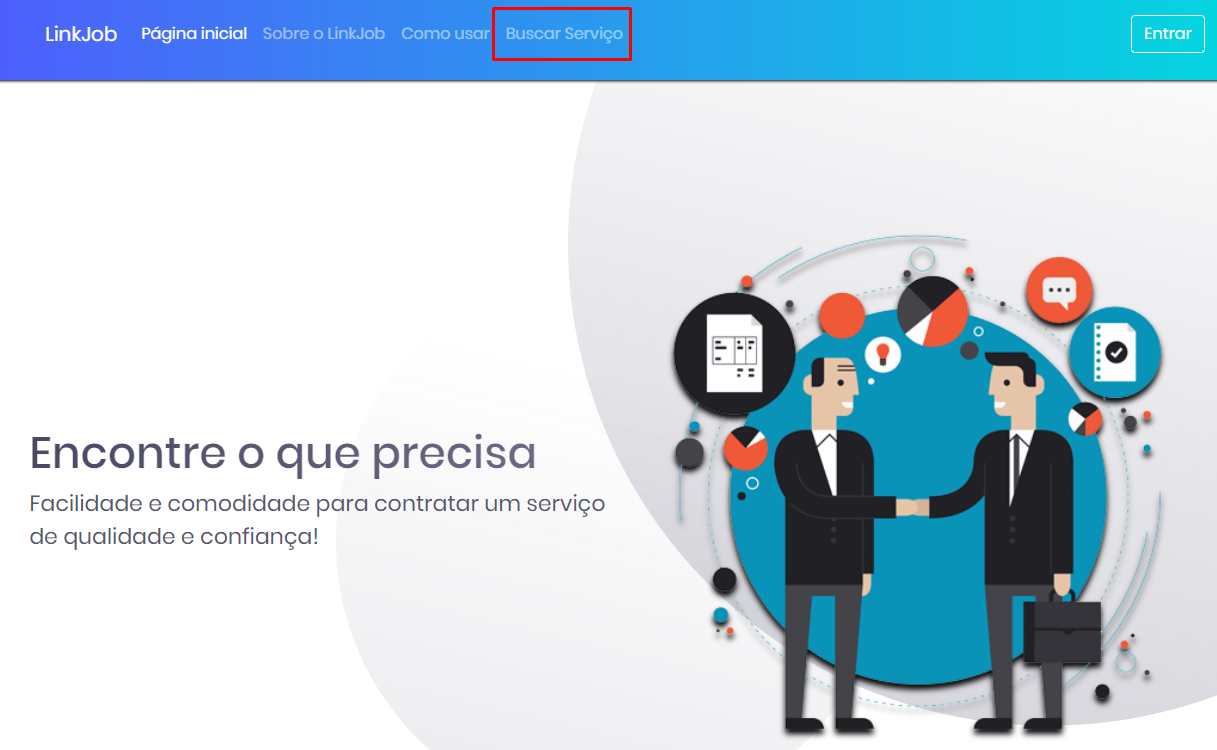 LinkJob Página inicial Sobre o LinkJob Como usar Buscar Serviço Entrar
Encontre o que precisa
Facilidade e comodidade para contratar um serviço
de qualidade e confiança!